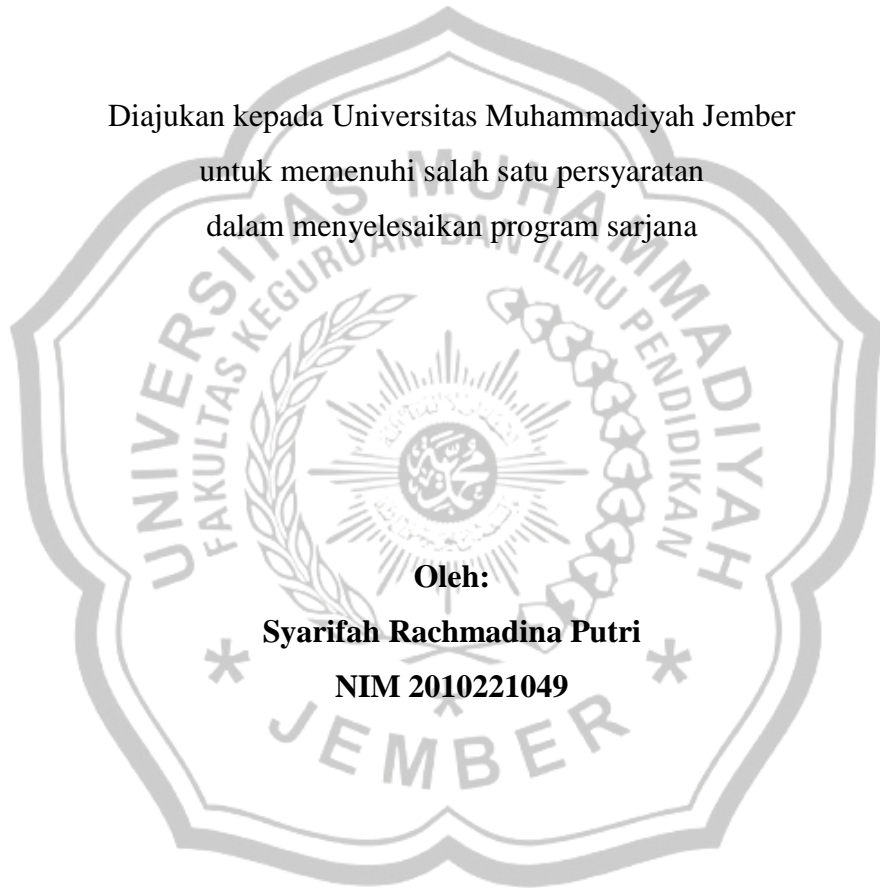 Diajukan kepada Universitas Muhammadiyah Jember
untuk memenuhi salah satu persyaratan
dalam menyelesaikan program sarjana
UNIVERSITAS MUHAMMADIYAH
FAKULTAS KEGURUAN DAN ILMU PENDIDIKAN
Oleh:
Syarifah Rachmadina Putri
NIM 2010221049
JEMBER